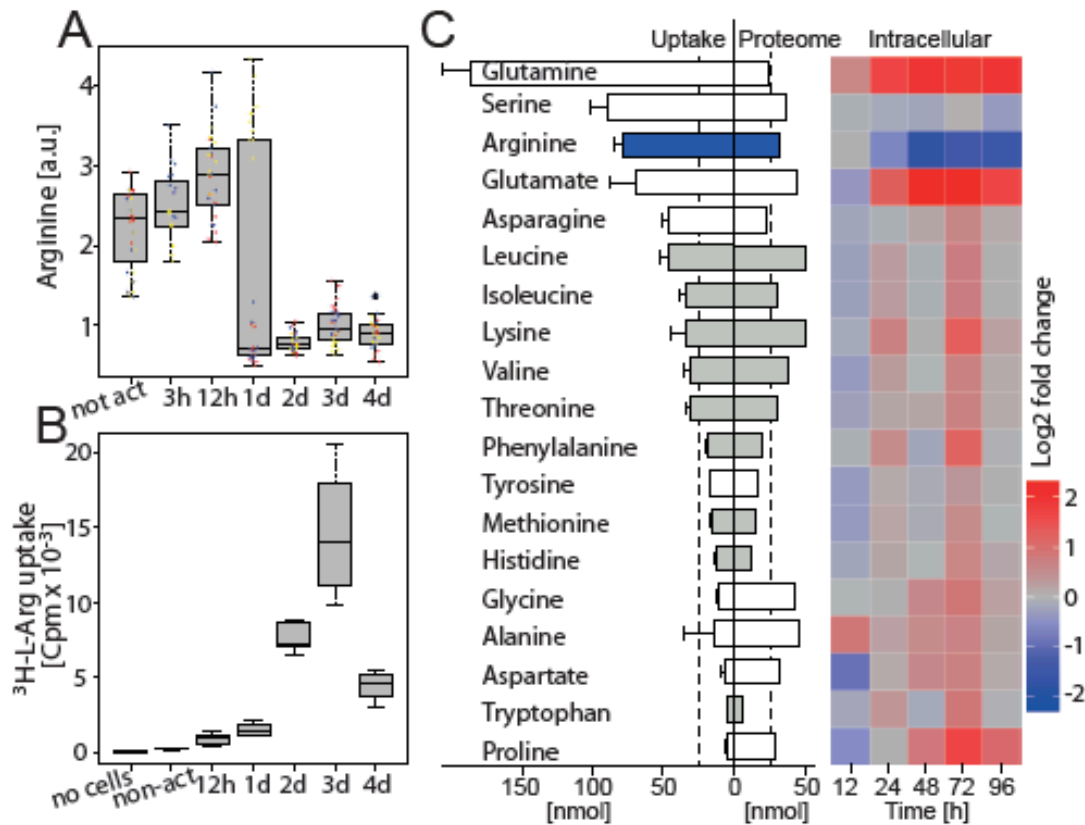 A
Arginine [a.u.]
4
3
2
1
not act
3h
12h
1d
2d
3d
4d
B
³H-L-Arg uptake
[Cpm x 10⁻³]
20
15
10
5
0
no cells
non-act
12h
1d
2d
3d
4d
C
Uptake
Proteome
Intracellular
Glutamine
Serine
Arginine
Glutamate
Asparagine
Leucine
Isoleucine
Lysine
Valine
Threonine
Phenylalanine
Tyrosine
Methionine
Histidine
Glycine
Alanine
Aspartate
Tryptophan
Proline
150
100
50
0
50
[nmol]
[nmol]
12
24
48
72
96
Time [h]
Log2 fold change
2
1
0
-1
-2